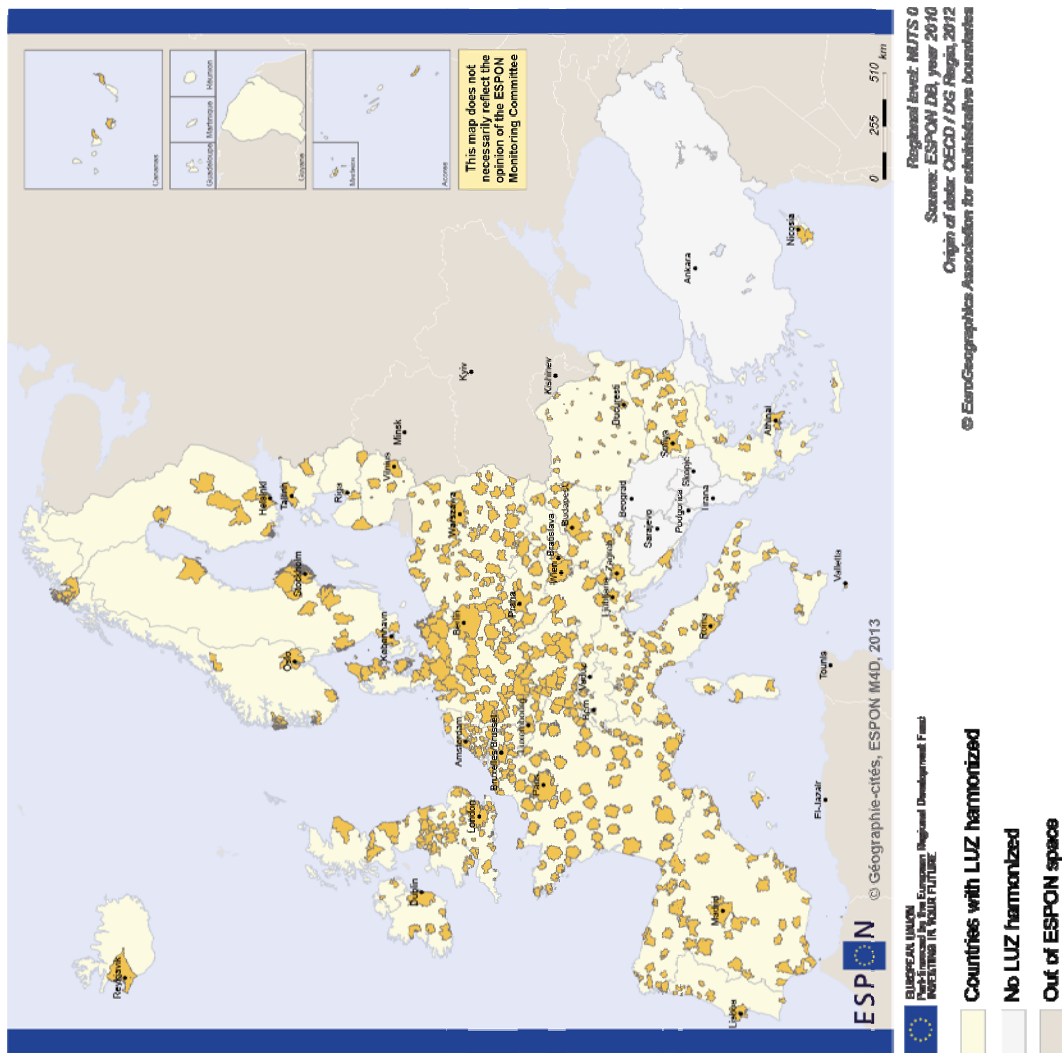 Canarias
Guadeloupe
Martinique
Réunion
Guyane
Madeira
Acores
This map does not
necessarily reflect the
opinion of the ESPON
Monitoring Committee
0 255 510 km
Reykjavik
Oslo
Stockholm
Helsinki
Tallinn
Riga
Vilnius
Minsk
København
Dublin
London
Amsterdam
Bruxelles/Brussel
Luxembourg
Berlin
Warszawa
Kyiv
Praha
Paris
Bern
Vaduz
Wien
Bratislava
Budapest
Kishinev
Ljubljana
Zagreb
Beograd
Bucuresti
Sarajevo
Podgorica
Skopje
Sofiya
Tirana
Ankara
Roma
Madrid
Lisboa
Athinai
Nicosia
Valletta
Tounis
El-Jazair
ESPON
© Géographie-cités, ESPON M4D, 2013
EUROPEAN UNION
Part-financed by the European Regional Development Fund
INVESTING IN YOUR FUTURE
Regional level: NUTS 0
Source: ESPON DB, year 2010
Origin of data: OECD / DG Regio, 2012
© EuroGeographics Association for administrative boundaries
Countries with LUZ harmonized
No LUZ harmonized
Out of ESPON space